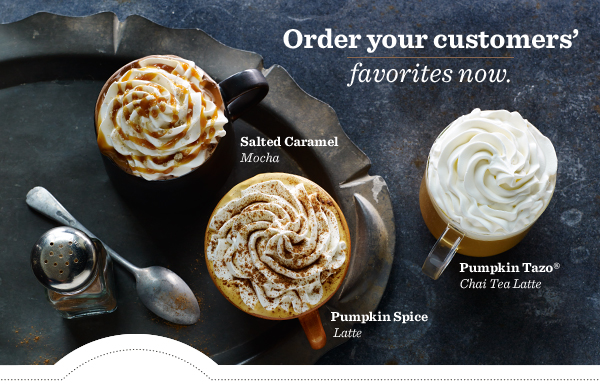 Order your customers’
favorites now.
Salted Caramel
Mocha
Pumpkin Tazo®
Chai Tea Latte
Pumpkin Spice
Latte